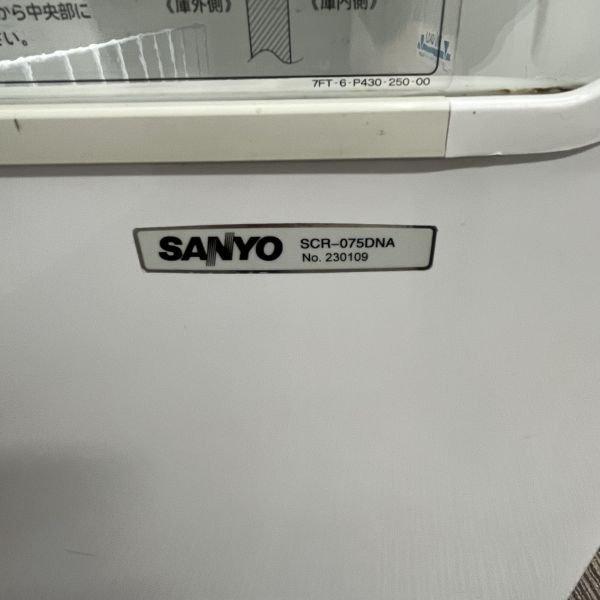 《庫外側》
《庫内側》
から中央部に
さい。
7FT-6-P430-250-00
SANYO
SCR-075DNA
No. 230109